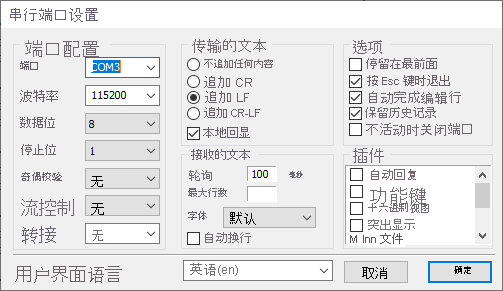 串行端口设置
端口配置
端口 COM3
波特率 115200
数据位 8
停止位 1
奇偶校验 无
流控制 无
转接 无
传输的文本
不追加任何内容
追加 CR
追加 LF
追加 CR-LF
本地回显
接收的文本
轮询 100 毫秒
最大行数
字体 默认
自动换行
选项
停留在最前面
按 Esc 键时退出
自动完成编辑行
保留历史记录
不活动时关闭端口
插件
自动回复
功能键
十六进制视图
突出显示
M Inn 文件
用户界面语言 英语(en) 取消 确定